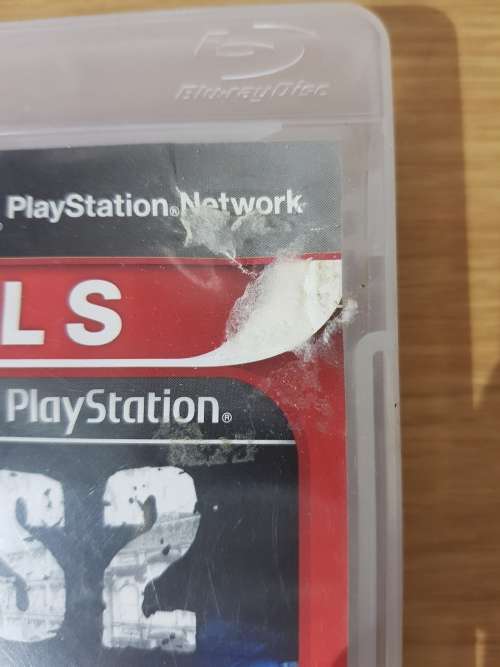 Blu-ray Disc
PlayStation®Network
LS
PlayStation®
S2